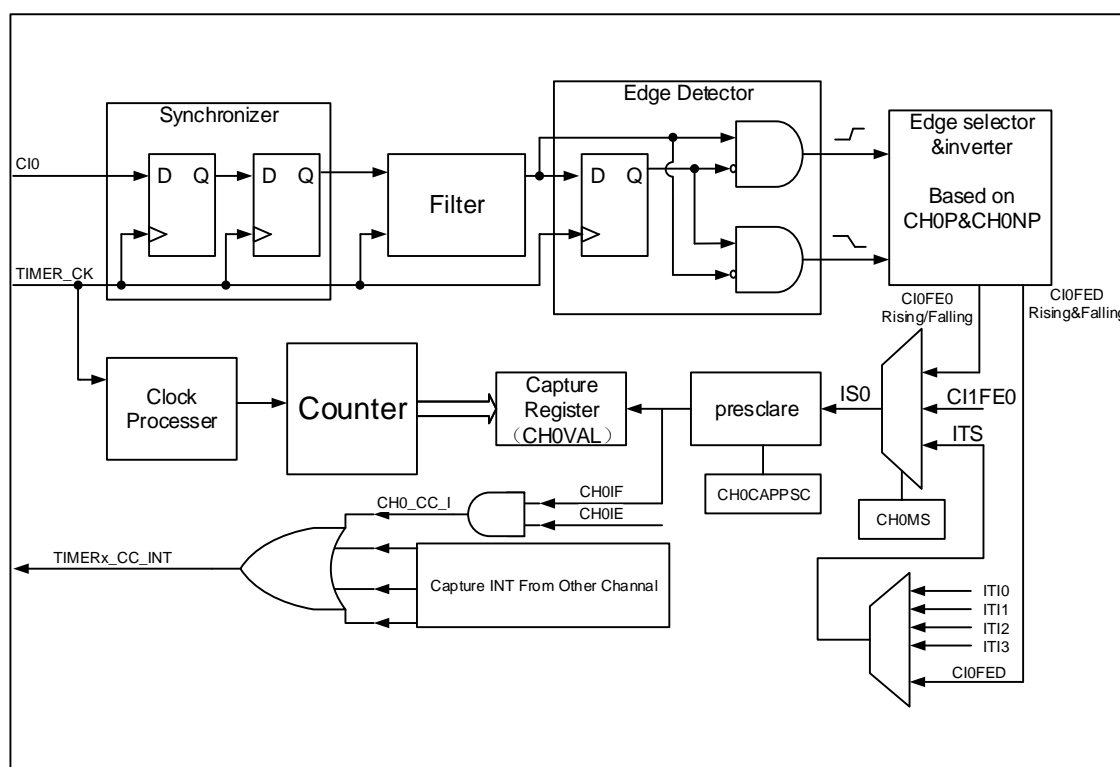 Synchronizer
Edge Detector
CI0
D Q
D Q
Filter
D Q
Edge selector
&inverter
Based on
CH0P&CH0NP
TIMER_CK
CI0FE0
Rising/Falling
CI0FED
Rising&Falling
Clock
Processer
Counter
Capture
Register
（CH0VAL）
presclare
IS0
CI1FE0
ITS
CH0CAPPSC
CH0MS
CH0_CC_I
CH0IF
CH0IE
TIMERx_CC_INT
Capture INT From Other Channal
ITI0
ITI1
ITI2
ITI3
CI0FED